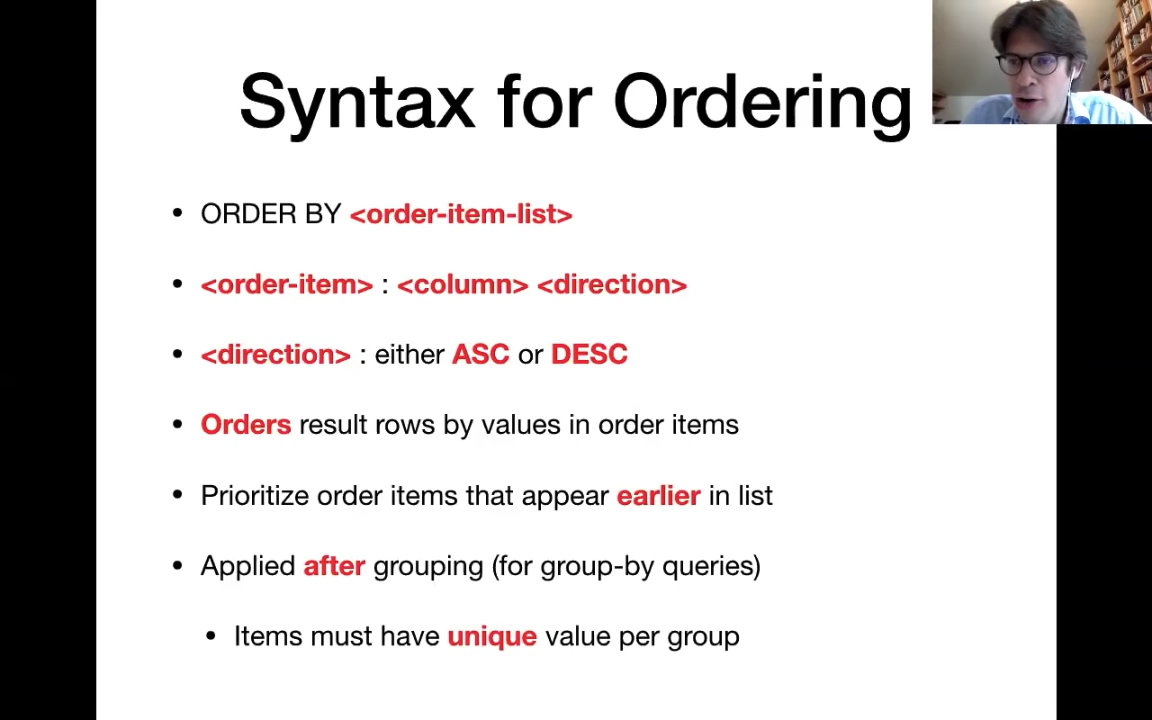 Syntax for Ordering
• ORDER BY <order-item-list>
• <order-item> : <column> <direction>
• <direction> : either ASC or DESC
• Orders result rows by values in order items
• Prioritize order items that appear earlier in list
• Applied after grouping (for group-by queries)
• Items must have unique value per group